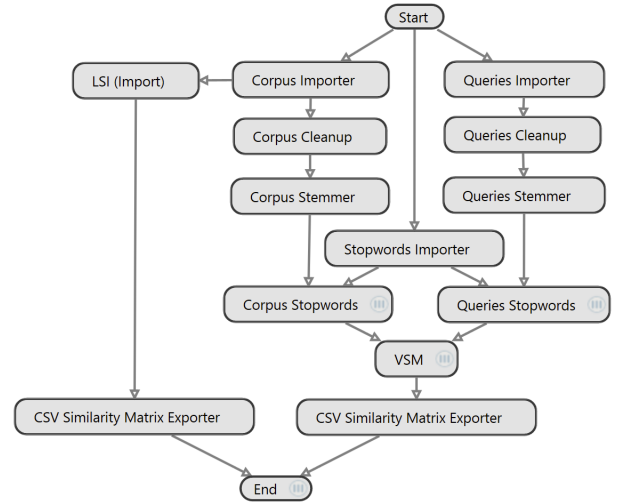 Start
LSI (Import)
Corpus Importer
Queries Importer
Corpus Cleanup
Queries Cleanup
Corpus Stemmer
Queries Stemmer
Stopwords Importer
Corpus Stopwords
Queries Stopwords
VSM
CSV Similarity Matrix Exporter
CSV Similarity Matrix Exporter
End